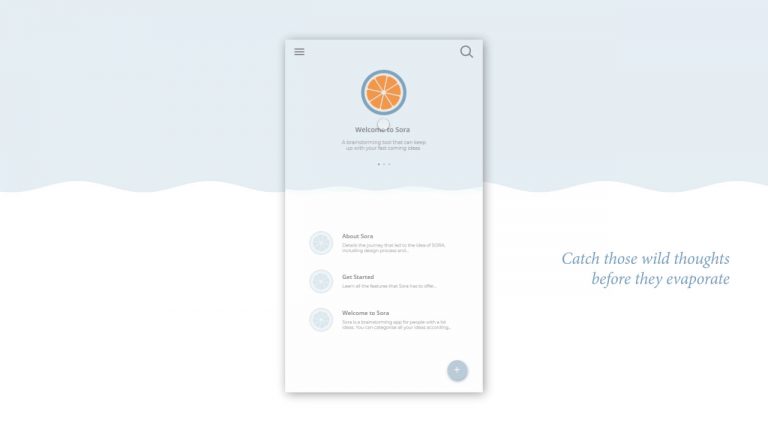 Welcome to Sora
A brainstorming tool that can keep
up with your fast coming ideas
About Sora
Details the journey that led to the idea of SORA,
including design process and...
Get Started
Learn all the features that Sora has to offer...
Welcome to Sora
Sora is a brainstorming app for people with a lot
ideas. You can categorise all your ideas according...
Catch those wild thoughts
before they evaporate